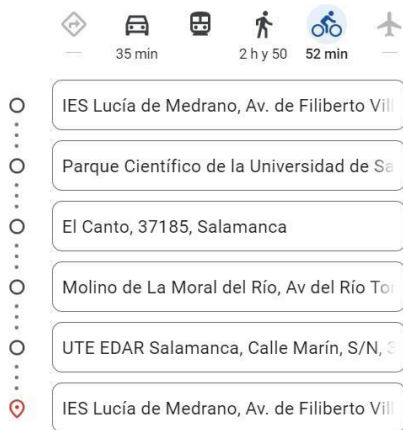 35 min
2 h y 50
52 min
IES Lucía de Medrano, Av. de Filiberto Vill
Parque Científico de la Universidad de Sa
El Canto, 37185, Salamanca
Molino de La Moral del Río, Av del Río Tor
UTE EDAR Salamanca, Calle Marín, S/N, 3
IES Lucía de Medrano, Av. de Filiberto Vill